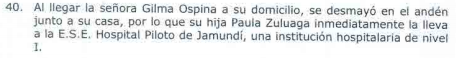 40. Al llegar la señora Gilma Ospina a su domicilio, se desmayó en el andén
junto a su casa, por lo que su hija Paula Zuluaga inmediatamente la lleva
a la E.S.E. Hospital Piloto de Jamundí, una institución hospitalaria de nivel
I.